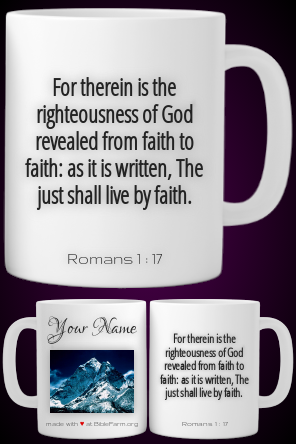 For therein is the
righteousness of God
revealed from faith to
faith: as it is written, The
just shall live by faith.
Romans 1 : 17
Your Name
made with ♥ at BibleFarm.org
For therein is the
righteousness of God
revealed from faith to
faith: as it is written, The
just shall live by faith.
Romans 1 : 17